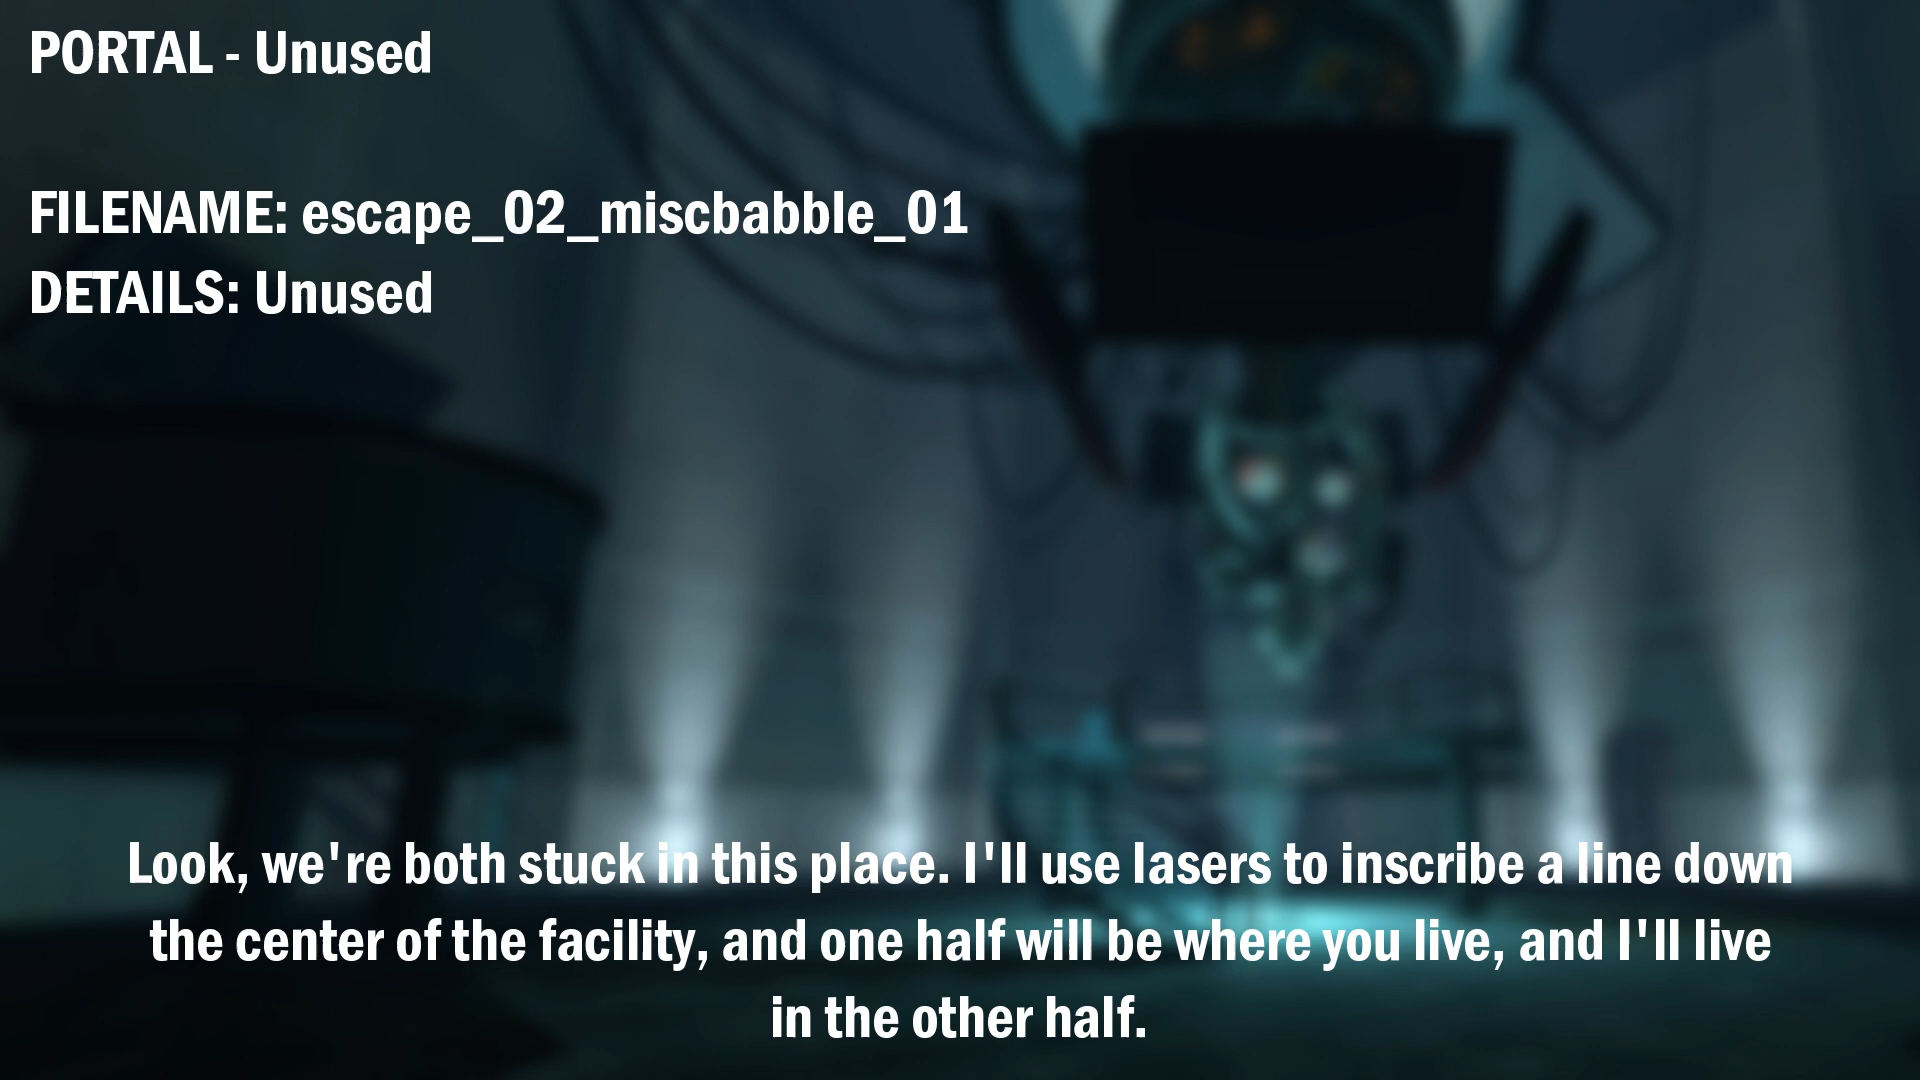 PORTAL - Unused
FILENAME: escape_02_miscbabble_01
DETAILS: Unused
Look, we're both stuck in this place. I'll use lasers to inscribe a line down
the center of the facility, and one half will be where you live, and I'll live
in the other half.